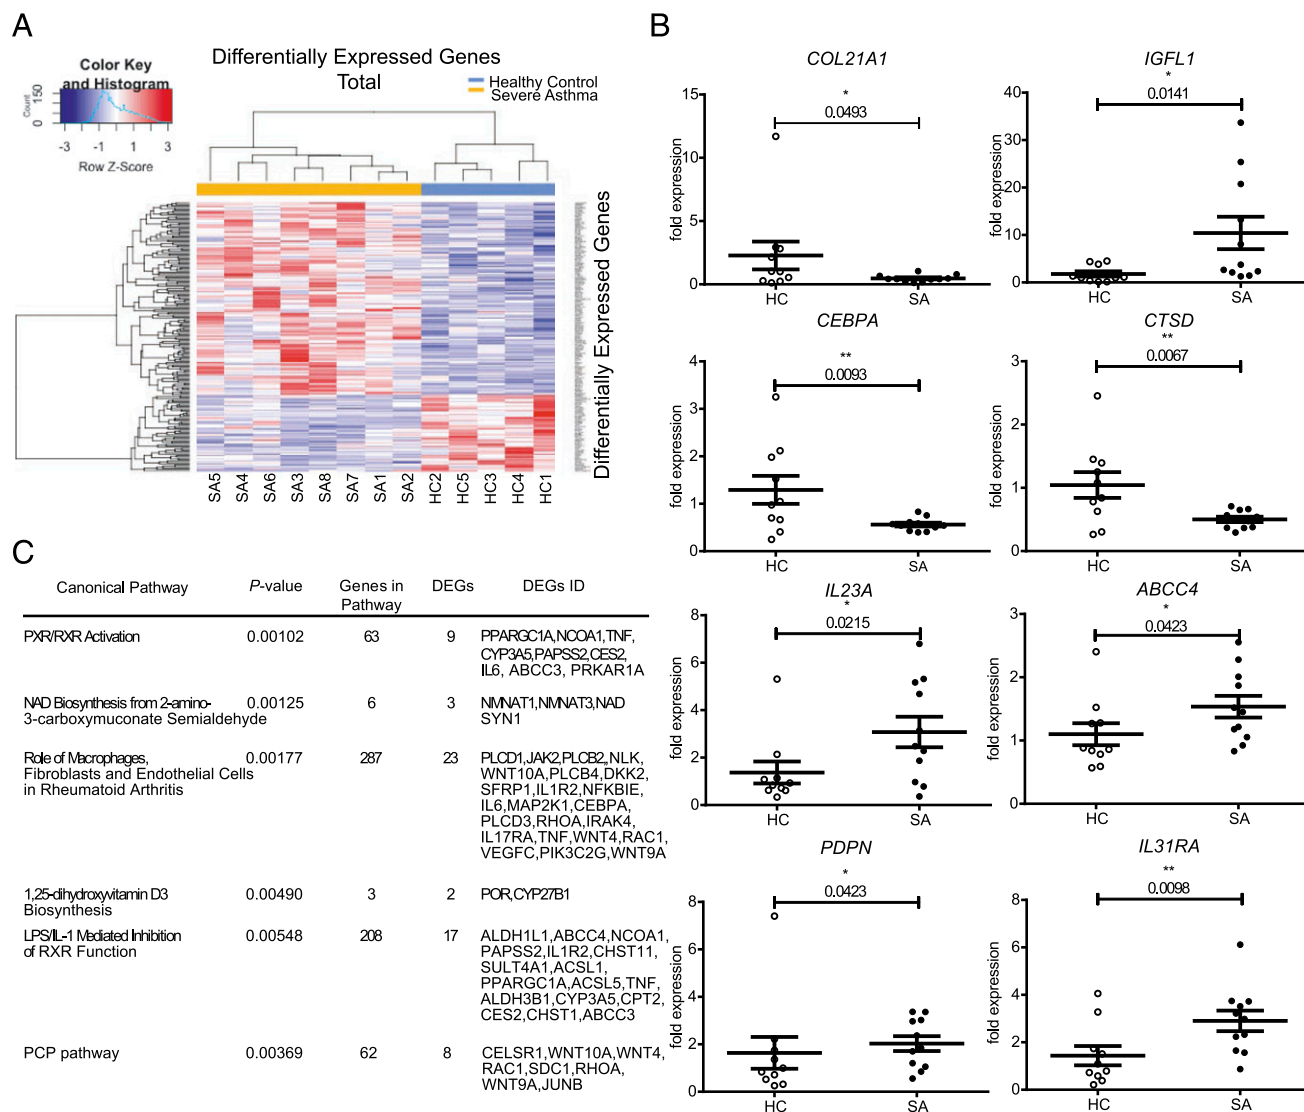 A
Differentially Expressed Genes
Total
Color Key
and Histogram
Count
0 50 150
-3 -1 1 3
Row Z-Score
Healthy Control
Severe Asthma
Differentially Expressed Genes
SA5 SA4 SA6 SA3 SA8 SA7 SA1 SA2 HC2 HC5 HC3 HC4 HC1
B
COL21A1
*
0.0493
fold expression
15
10
5
0
HC SA
IGFL1
*
0.0141
fold expression
40
30
20
10
0
HC SA
CEBPA
**
0.0093
fold expression
4
3
2
1
0
HC SA
CTSD
**
0.0067
fold expression
3
2
1
0
HC SA
IL23A
*
0.0215
fold expression
8
6
4
2
0
HC SA
ABCC4
*
0.0423
fold expression
3
2
1
0
HC SA
PDPN
*
0.0423
fold expression
8
6
4
2
0
HC SA
IL31RA
**
0.0098
fold expression
8
6
4
2
0
HC SA
C
Canonical Pathway P-value Genes in DEGs DEGs ID
Pathway
PXR/RXR Activation 0.00102 63 9 PPARGC1A,NCOA1,TNF,
CYP3A5,PAPSS2,CES2,
IL6, ABCC3, PRKAR1A
NAD Biosynthesis from 2-amino- 0.00125 6 3 NMNAT1,NMNAT3,NAD
3-carboxymuconate Semialdehyde SYN1
Role of Macrophages, 0.00177 287 23 PLCD1,JAK2,PLCB2,NLK,
Fibroblasts and Endothelial Cells WNT10A,PLCB4,DKK2,
in Rheumatoid Arthritis SFRP1,IL1R2,NFKBIE,
IL6,MAP2K1,CEBPA,
PLCD3,RHOA,IRAK4,
IL17RA,TNF,WNT4,RAC1,
VEGFC,PIK3C2G,WNT9A
1,25-dihydroxyvitamin D3 0.00490 3 2 POR,CYP27B1
Biosynthesis
LPS/IL-1 Mediated Inhibition 0.00548 208 17 ALDH1L1,ABCC4,NCOA1,
of RXR Function PAPSS2,IL1R2,CHST11,
SULT4A1,ACSL1,
PPARGC1A,ACSL5,TNF,
ALDH3B1,CYP3A5,CPT2,
CES2,CHST1,ABCC3
PCP pathway 0.00369 62 8 CELSR1,WNT10A,WNT4,
RAC1,SDC1,RHOA,
WNT9A,JUNB